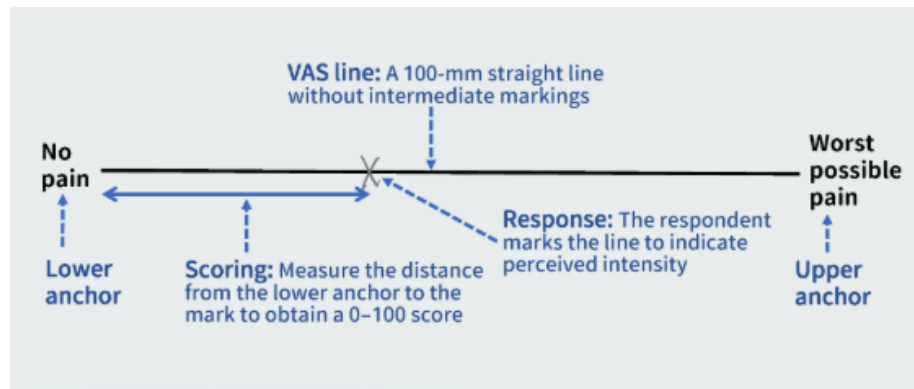 VAS line: A 100-mm straight line
without intermediate markings
No
pain
Worst
possible
pain
Response: The respondent
marks the line to indicate
perceived intensity
Lower
anchor
Scoring: Measure the distance
from the lower anchor to the
mark to obtain a 0–100 score
Upper
anchor